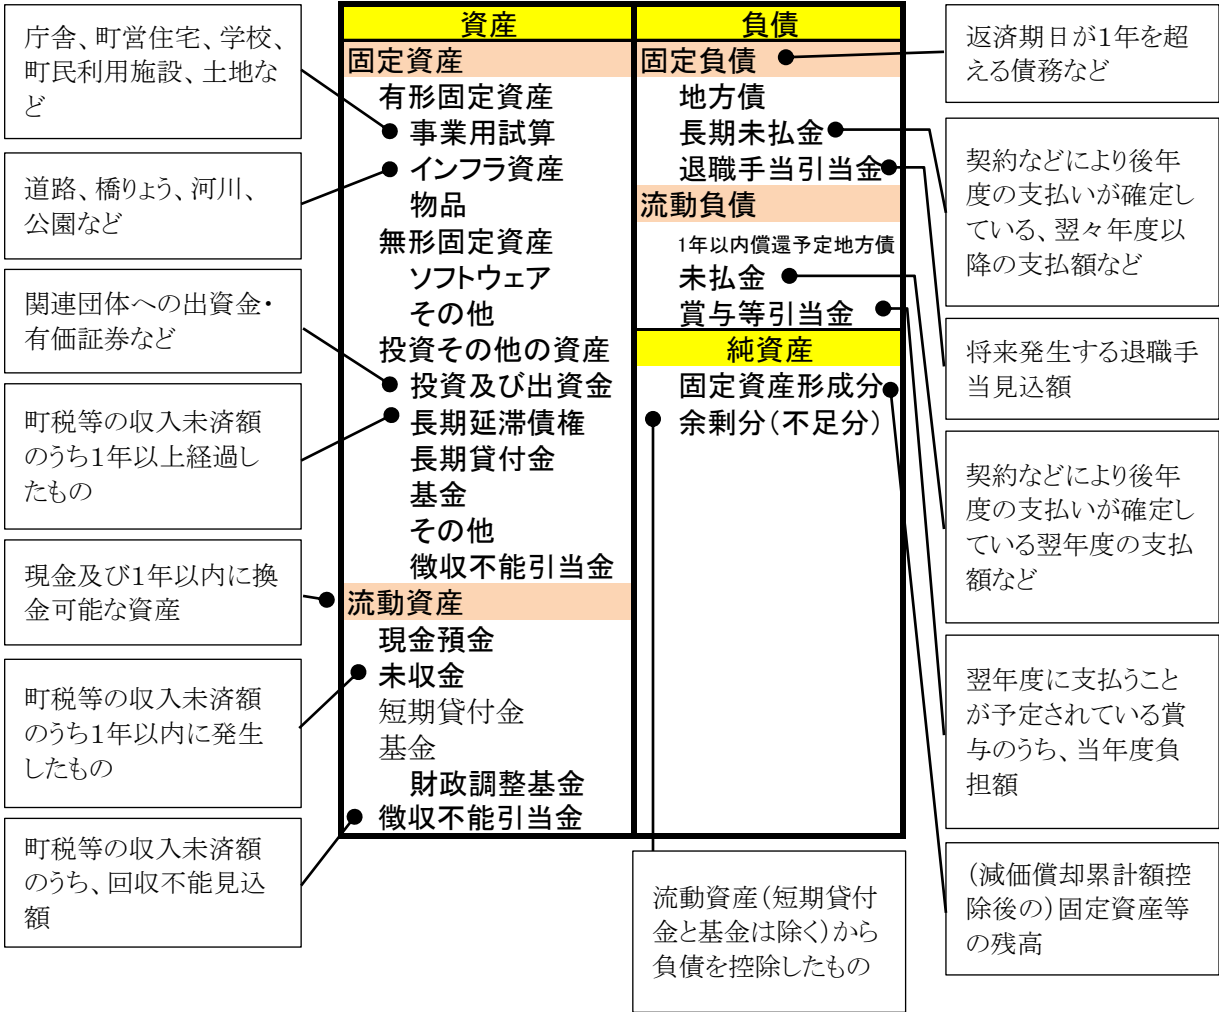 庁舎、町営住宅、学校、
町民利用施設、土地な
ど
道路、橋りょう、河川、
公園など
関連団体への出資金・
有価証券など
町税等の収入未済額
のうち1年以上経過し
たもの
現金及び1年以内に換
金可能な資産
町税等の収入未済額
のうち1年以内に発生
したもの
町税等の収入未済額
のうち、回収不能見込
額
資産
固定資産
有形固定資産
事業用試算
インフラ資産
物品
無形固定資産
ソフトウェア
その他
投資その他の資産
投資及び出資金
長期延滞債権
長期貸付金
基金
その他
徴収不能引当金
流動資産
現金預金
未収金
短期貸付金
基金
財政調整基金
徴収不能引当金
負債
固定負債
地方債
長期未払金
退職手当引当金
流動負債
1年以内償還予定地方債
未払金
賞与等引当金
純資産
固定資産形成分
余剰分(不足分)
流動資産(短期貸付
金と基金は除く)から
負債を控除したもの
返済期日が1年を超
える債務など
契約などにより後年
度の支払いが確定し
ている、翌々年度以
降の支払額など
将来発生する退職手
当見込額
契約などにより後年
度の支払いが確定し
ている翌年度の支払
額など
翌年度に支払うこと
が予定されている賞
与のうち、当年度負
担額
(減価償却累計額控
除後の)固定資産等
の残高